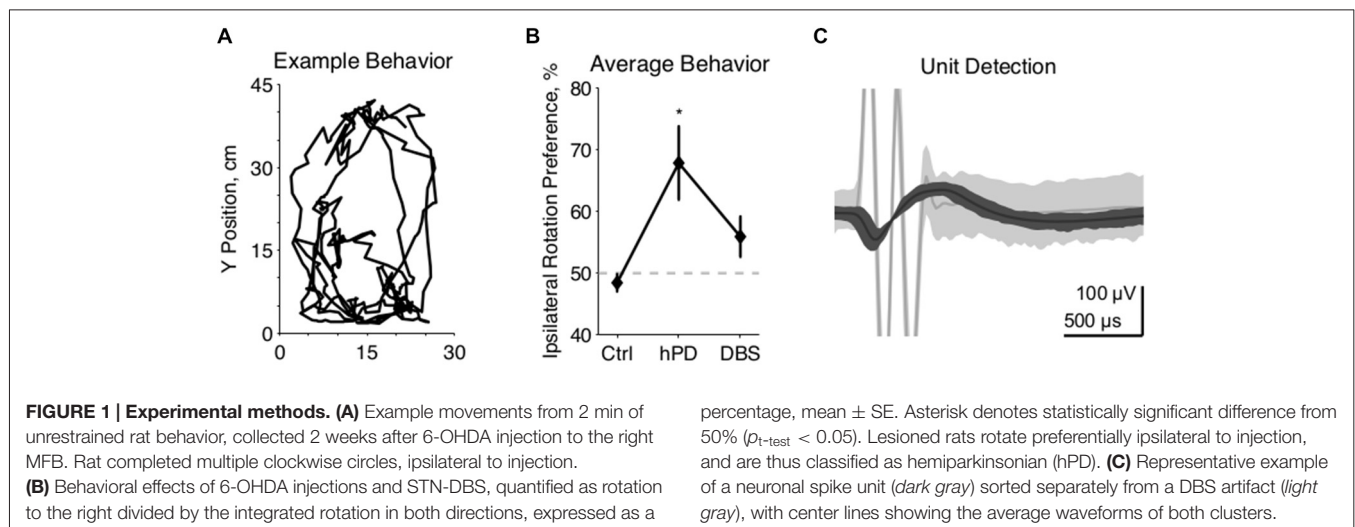 A
Example Behavior
45
30
15
0
Y Position, cm
0 15 30
B
Average Behavior
80
70
60
50
40
Ipsilateral Rotation Preference, %
*
Ctrl hPD DBS
C
Unit Detection
100 µV
500 µs
FIGURE 1 | Experimental methods. (A) Example movements from 2 min of
unrestrained rat behavior, collected 2 weeks after 6-OHDA injection to the right
MFB. Rat completed multiple clockwise circles, ipsilateral to injection.
(B) Behavioral effects of 6-OHDA injections and STN-DBS, quantified as rotation
to the right divided by the integrated rotation in both directions, expressed as a
percentage, mean ± SE. Asterisk denotes statistically significant difference from
50% (pt-test < 0.05). Lesioned rats rotate preferentially ipsilateral to injection,
and are thus classified as hemiparkinsonian (hPD). (C) Representative example
of a neuronal spike unit (dark gray) sorted separately from a DBS artifact (light
gray), with center lines showing the average waveforms of both clusters.